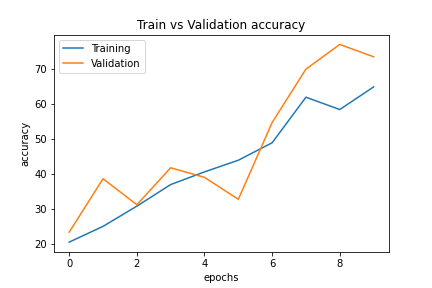 Train vs Validation accuracy
Training
Validation
accuracy
70
60
50
40
30
20
0 2 4 6 8
epochs